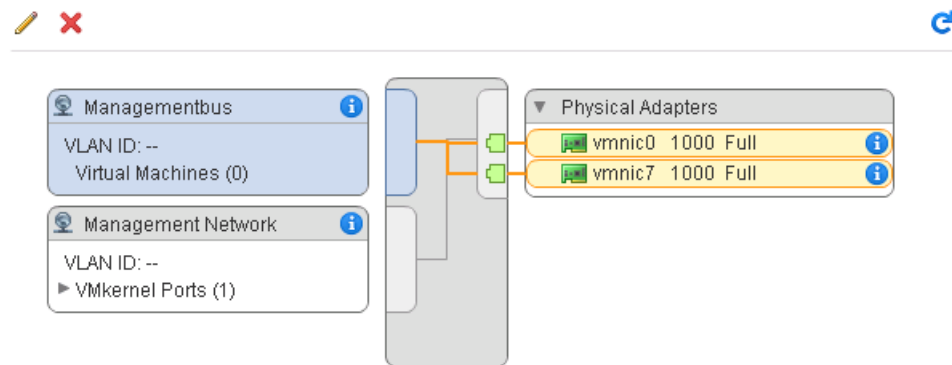 Managementbus
VLAN ID: --
Virtual Machines (0)
Management Network
VLAN ID: --
VMkernel Ports (1)
Physical Adapters
vmnic0 1000 Full
vmnic7 1000 Full